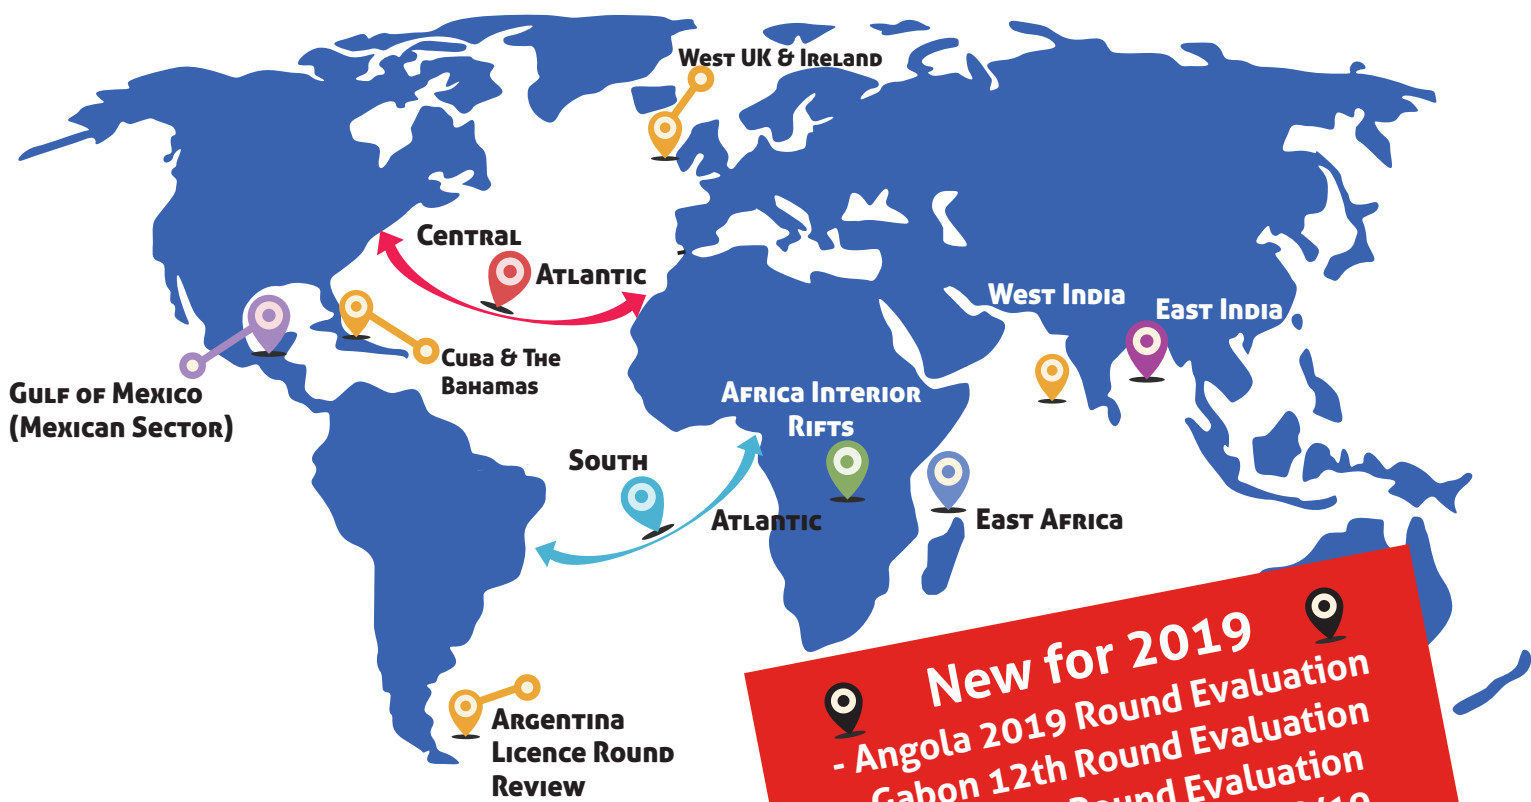 West UK & Ireland
Central
Atlantic
West India
East India
Cuba & The
Bahamas
Gulf of Mexico
(Mexican Sector)
Africa Interior
Rifts
South
Atlantic
East Africa
Argentina
Licence Round
Review
New for 2019
- Angola 2019 Round Evaluation
Gabon 12th Round Evaluation
Round Evaluation